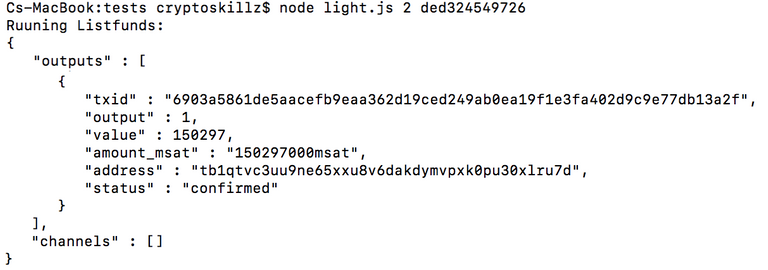 Cs-MacBook:tests cryptoskillz$ node light.js 2 ded324549726
Ruuning Listfunds:
{
"outputs" : [
{
"txid" : "6903a5861de5aacefb9eaa362d19ced249ab0ea19f1e3fa402d9c9e77db13a2f",
"output" : 1,
"value" : 150297,
"amount_msat" : "150297000msat",
"address" : "tb1qtvc3uu9ne65xxu8v6dakdymvpxk0pu30xlru7d",
"status" : "confirmed"
}
],
"channels" : []
}